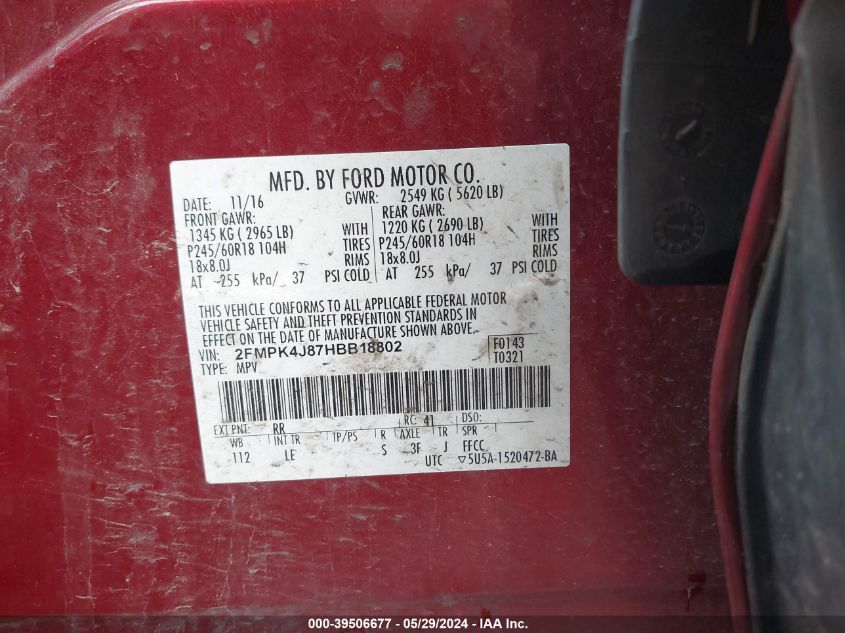 MFD. BY FORD MOTOR CO.
DATE: 11/16 GVWR: 2549 KG ( 5620 LB)
FRONT GAWR: REAR GAWR:
1345 KG ( 2965 LB) WITH 1220 KG ( 2690 LB) WITH
P245/60R18 104H TIRES P245/60R18 104H TIRES
18x8.0J RIMS 18x8.0J RIMS
AT 255 kPa/ 37 PSI COLD AT 255 kPa/ 37 PSI COLD
THIS VEHICLE CONFORMS TO ALL APPLICABLE FEDERAL MOTOR
VEHICLE SAFETY AND THEFT PREVENTION STANDARDS IN
EFFECT ON THE DATE OF MANUFACTURE SHOWN ABOVE.
VIN: 2FMPK4J87HBB18802 F0143
TYPE: MPV T0321
EXT PNT: RR RC: 41 DSO:
WB INT TR TP/PS R AXLE TR SPR
112 LE S 3F J FFCC
UTC ▽5U5A-1520472-BA
000-39506677 - 05/29/2024 - IAAI.com